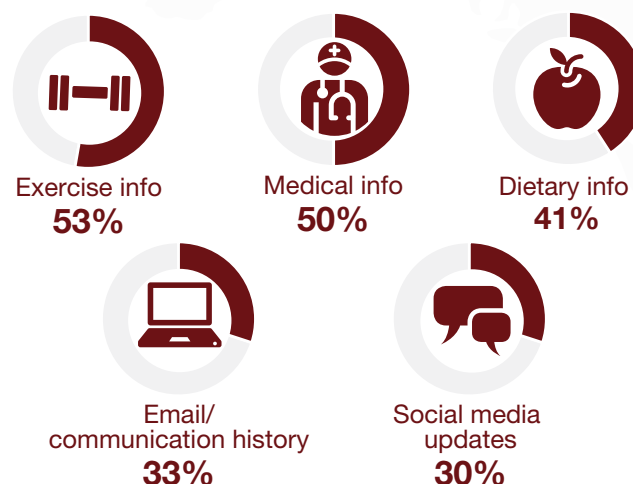 Exercise info
53%
Medical info
50%
Dietary info
41%
Email/
communication history
33%
Social media
updates
30%